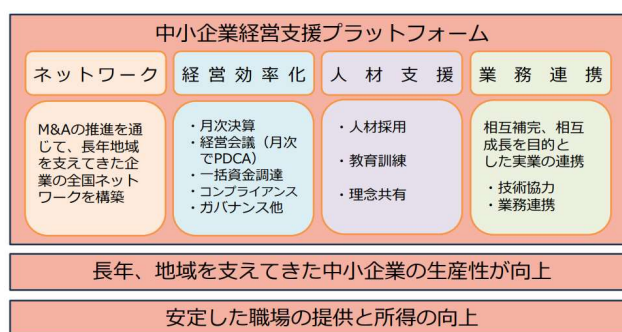 中小企業経営支援プラットフォーム
ネットワーク
M&Aの推進を通
じて、長年地域
を支えてきた企
業の全国ネット
ワークを構築
経営効率化
・月次決算
・経営会議(月次
でPDCA)
・一括資金調達
・コンプライアンス
・ガバナンス他
人材支援
・人材採用
・教育訓練
・理念共有
業務連携
相互補完、相互
成長を目的と
した実業の連携
・技術協力
・業務連携
長年、地域を支えてきた中小企業の生産性が向上
安定した職場の提供と所得の向上